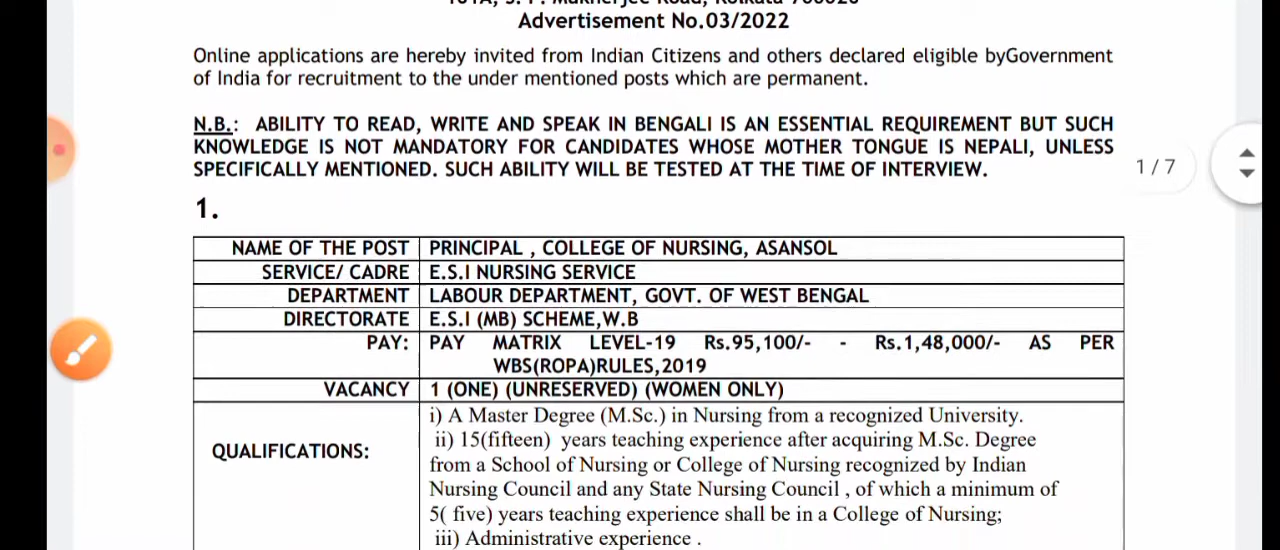 Advertisement No.03/2022
Online applications are hereby invited from Indian Citizens and others declared eligible byGovernment
of India for recruitment to the under mentioned posts which are permanent.
N.B.: ABILITY TO READ, WRITE AND SPEAK IN BENGALI IS AN ESSENTIAL REQUIREMENT BUT SUCH
KNOWLEDGE IS NOT MANDATORY FOR CANDIDATES WHOSE MOTHER TONGUE IS NEPALI, UNLESS
SPECIFICALLY MENTIONED. SUCH ABILITY WILL BE TESTED AT THE TIME OF INTERVIEW.
1 / 7
1.
NAME OF THE POST PRINCIPAL , COLLEGE OF NURSING, ASANSOL
SERVICE/ CADRE E.S.I NURSING SERVICE
DEPARTMENT LABOUR DEPARTMENT, GOVT. OF WEST BENGAL
DIRECTORATE E.S.I (MB) SCHEME,W.B
PAY: PAY MATRIX LEVEL-19 Rs.95,100/- - Rs.1,48,000/- AS PER
WBS(ROPA)RULES,2019
VACANCY 1 (ONE) (UNRESERVED) (WOMEN ONLY)
QUALIFICATIONS: i) A Master Degree (M.Sc.) in Nursing from a recognized University.
ii) 15(fifteen) years teaching experience after acquiring M.Sc. Degree
from a School of Nursing or College of Nursing recognized by Indian
Nursing Council and any State Nursing Council , of which a minimum of
5( five) years teaching experience shall be in a College of Nursing;
iii) Administrative experience .